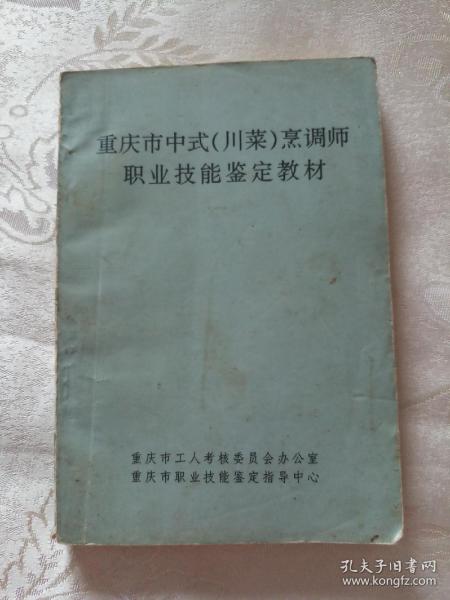 重庆市中式(川菜)烹调师
职业技能鉴定教材
重庆市工人考核委员会办公室
重庆市职业技能鉴定指导中心
孔夫子旧书网
www.kongfz.com